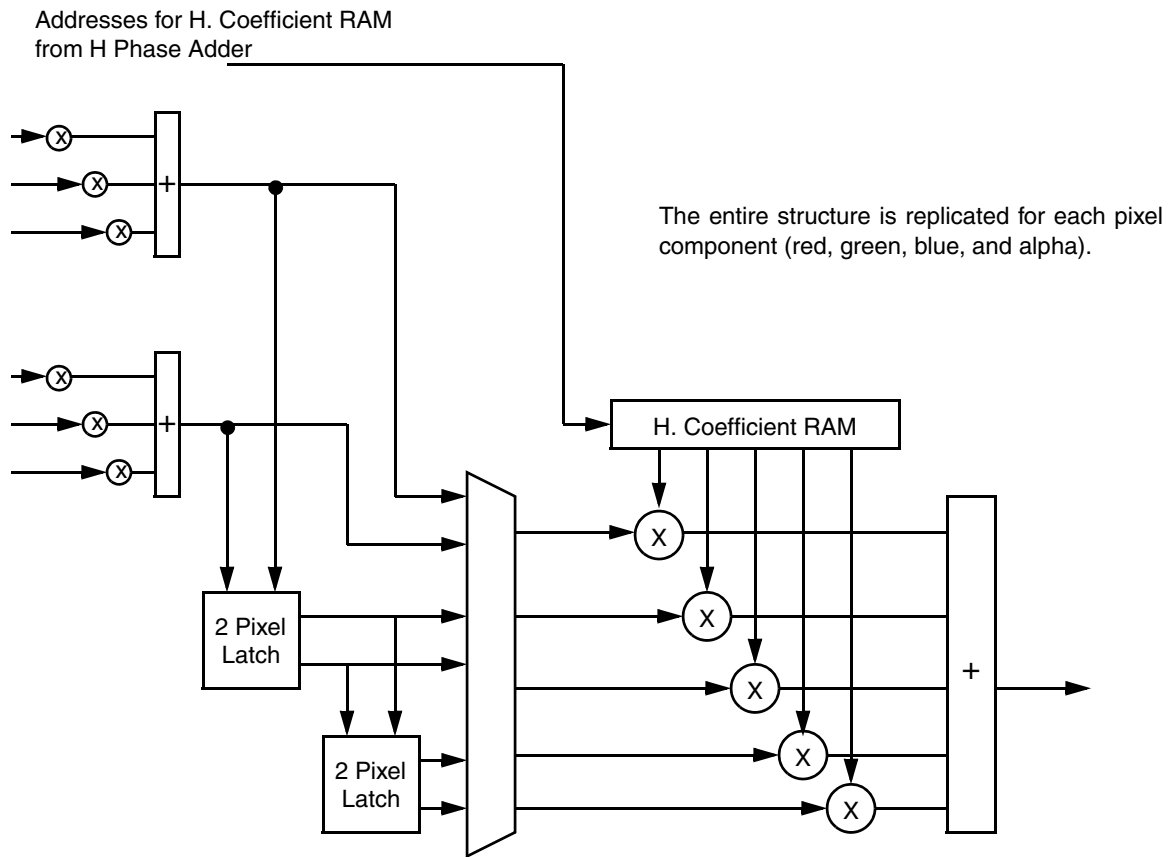 Addresses for H. Coefficient RAM
from H Phase Adder
X
X
+
X
The entire structure is replicated for each pixel
component (red, green, blue, and alpha).
X
X
+
X
H. Coefficient RAM
X
2 Pixel
Latch
X
X
+
2 Pixel
Latch
X
X